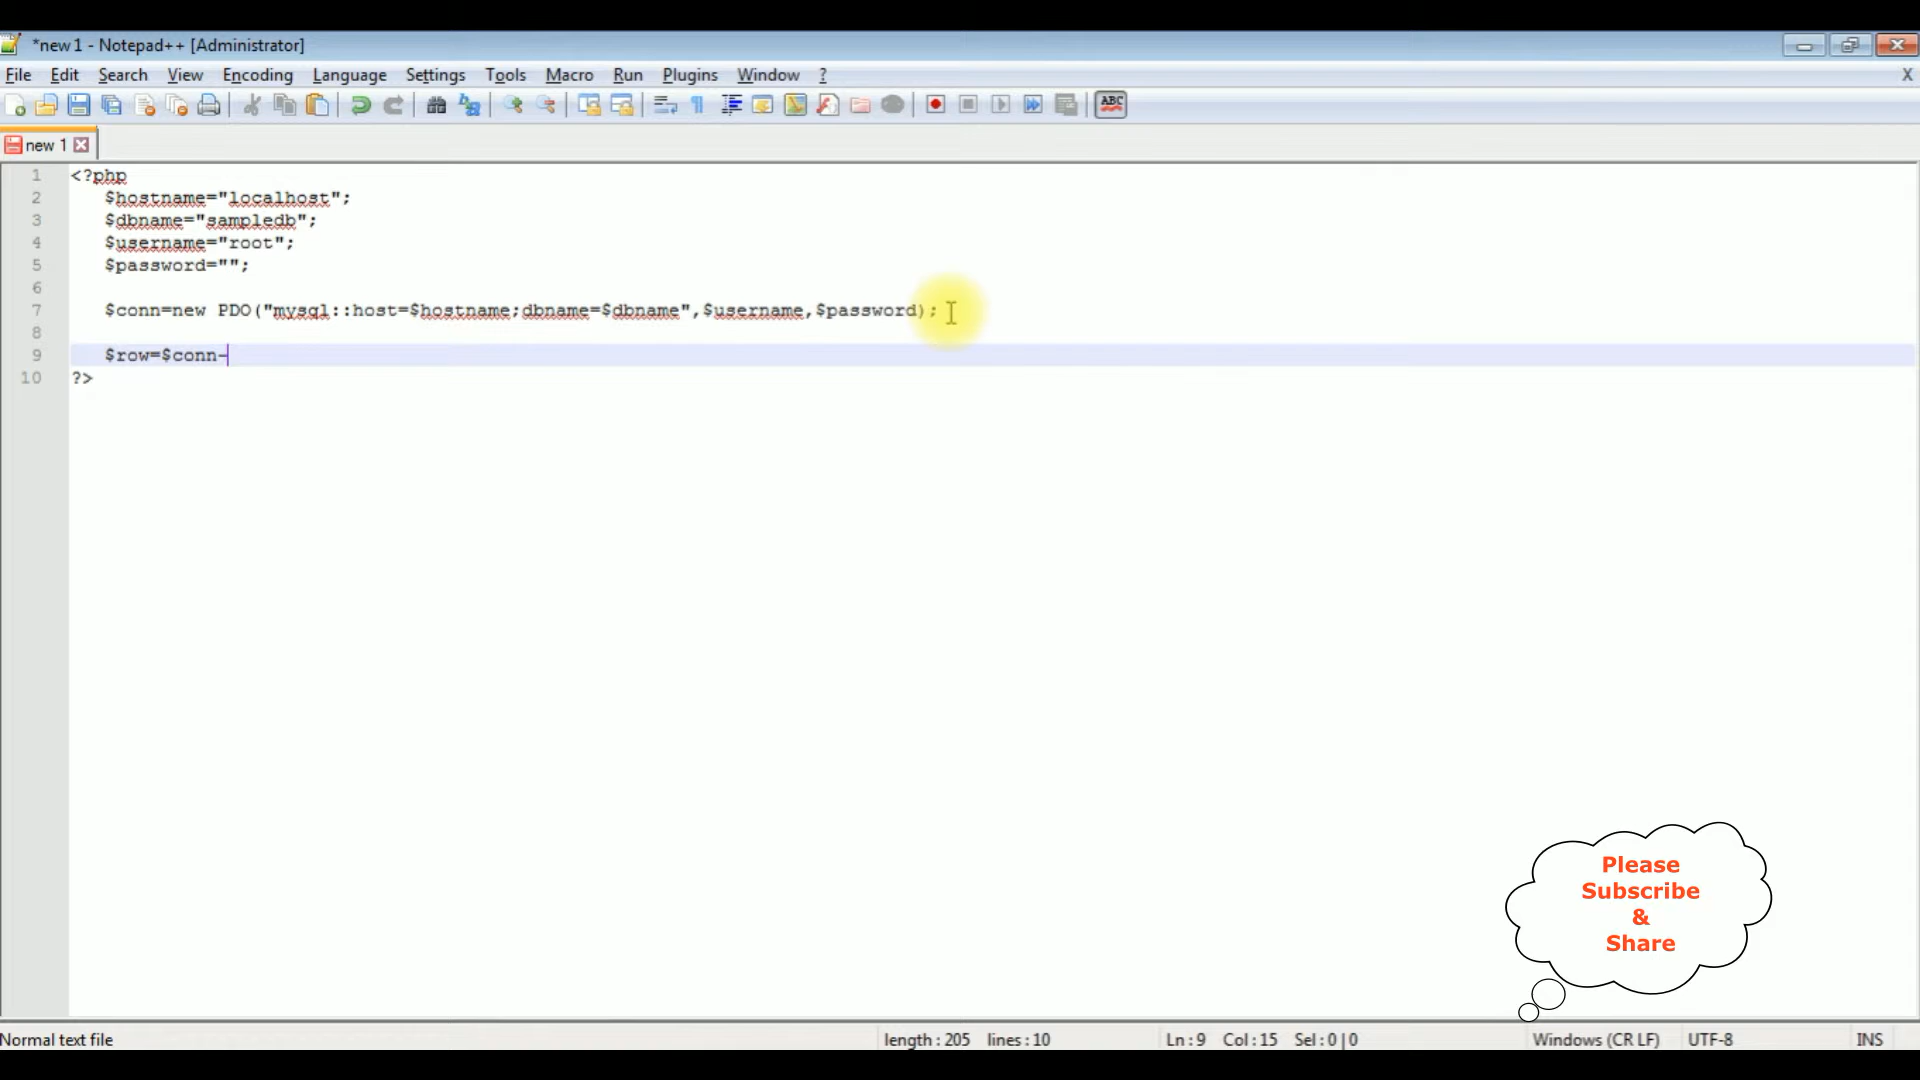 *new 1 - Notepad++ [Administrator]
File Edit Search View Encoding Language Settings Tools Macro Run Plugins Window ? X
ABC
new 1
1 <?php
2 $hostname="localhost";
3 $dbname="sampledb";
4 $username="root";
5 $password="";
6
7 $conn=new PDO("mysql::host=$hostname;dbname=$dbname",$username,$password);
8
9 $row=$conn-
10 ?>
Please
Subscribe
&
Share
Normal text file length : 205 lines : 10 Ln : 9 Col : 15 Sel : 0 | 0 Windows (CR LF) UTF-8 INS